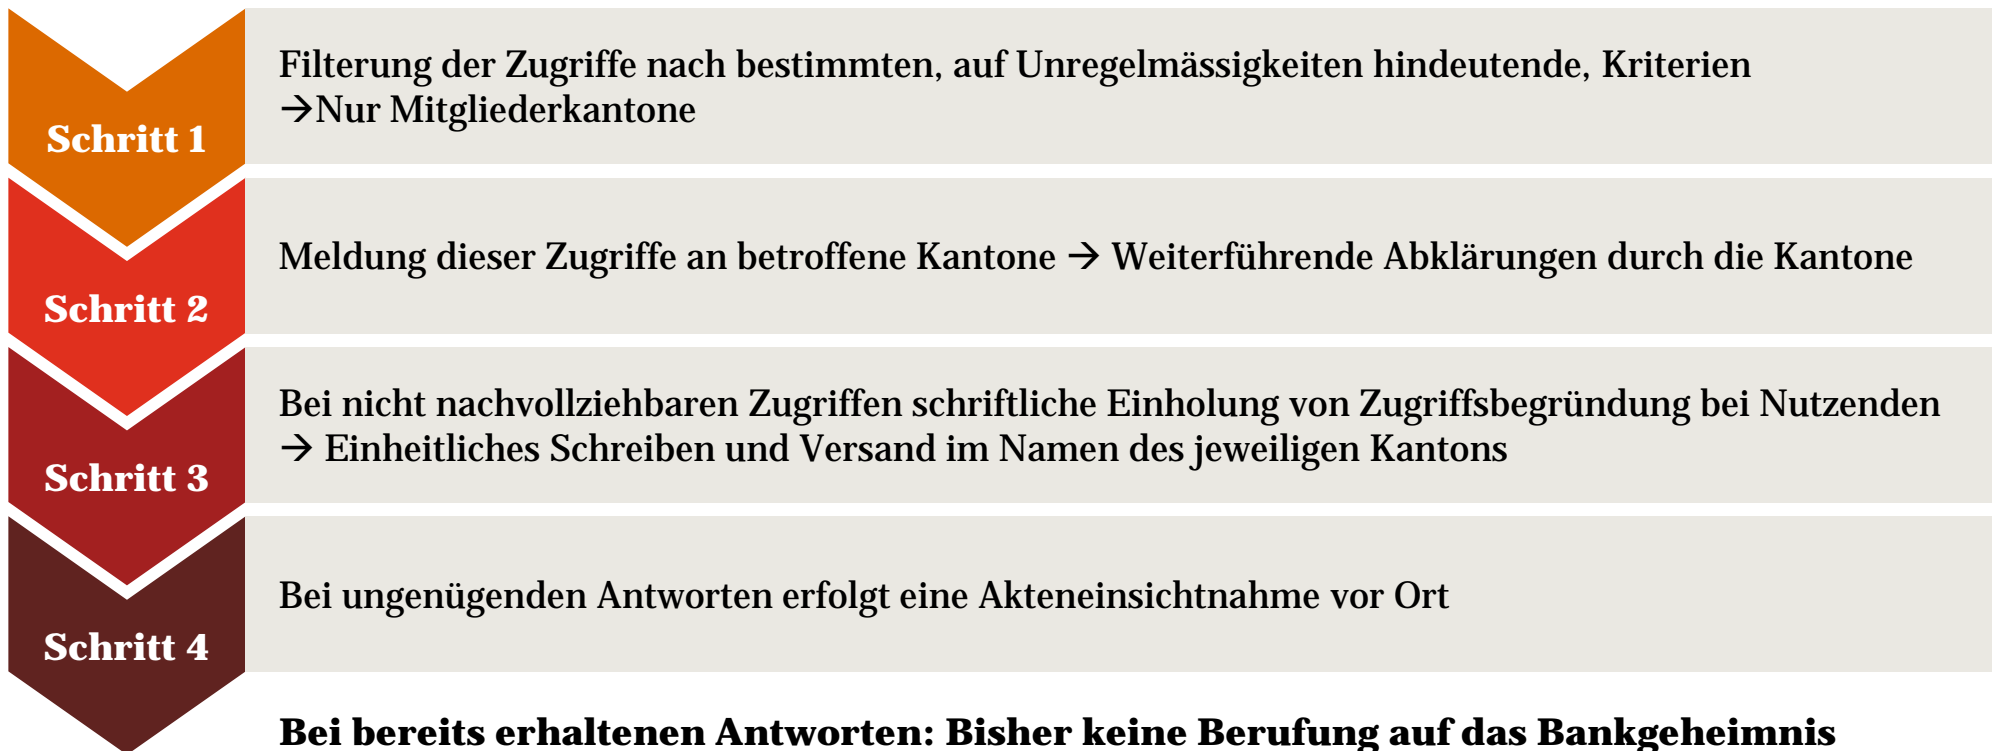 Schritt 1
Filterung der Zugriffe nach bestimmten, auf Unregelmässigkeiten hindeutende, Kriterien
→Nur Mitgliederkantone
Schritt 2
Meldung dieser Zugriffe an betroffene Kantone → Weiterführende Abklärungen durch die Kantone
Schritt 3
Bei nicht nachvollziehbaren Zugriffen schriftliche Einholung von Zugriffsbegründung bei Nutzenden
→ Einheitliches Schreiben und Versand im Namen des jeweiligen Kantons
Schritt 4
Bei ungenügenden Antworten erfolgt eine Akteneinsichtnahme vor Ort
Bei bereits erhaltenen Antworten: Bisher keine Berufung auf das Bankgeheimnis